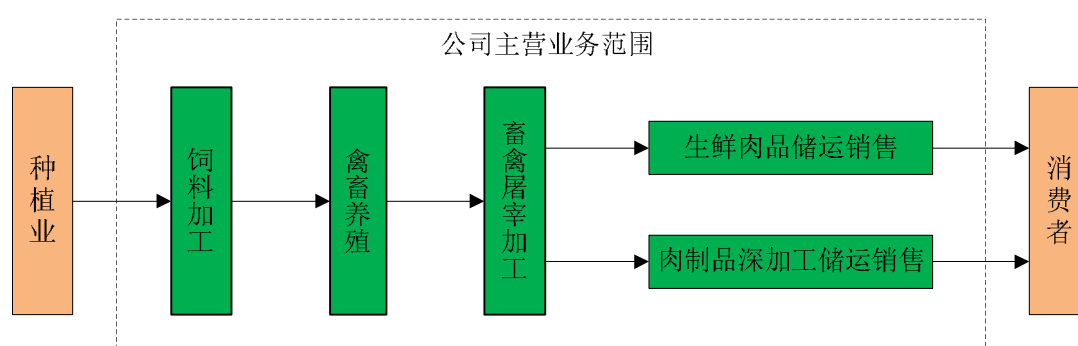 公司主营业务范围
种植业
饲料加工
禽畜养殖
畜禽屠宰加工
生鲜肉品储运销售
肉制品深加工储运销售
消费者